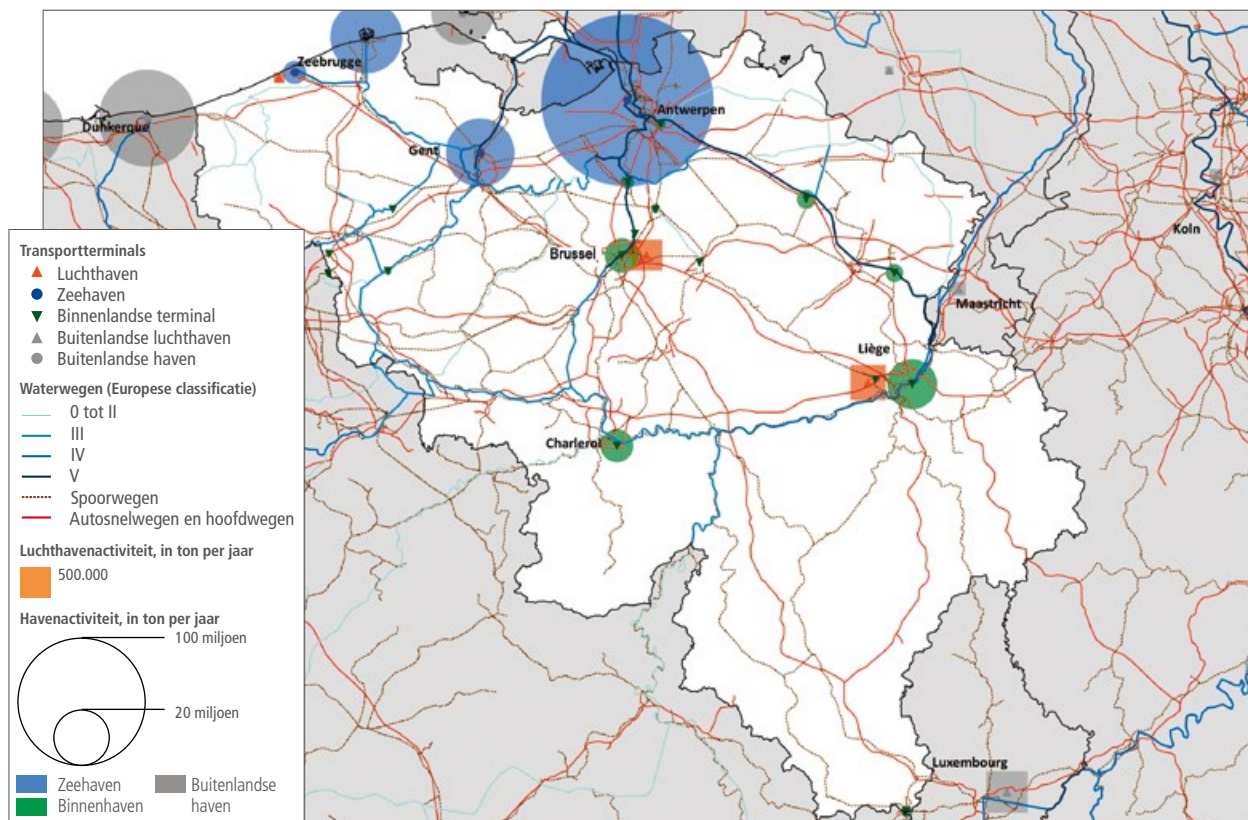 Zeebrugge
Dunkerque
Antwerpen
Gent
Brussel
Koln
Maastricht
Liège
Charleroi
Luxembourg
Transportterminals
Luchthaven
Zeehaven
Binnenlandse terminal
Buitenlandse luchthaven
Buitenlandse haven
Waterwegen (Europese classificatie)
0 tot II
III
IV
V
Spoorwegen
Autosnelwegen en hoofdwegen
Luchthavenactiviteit, in ton per jaar
500.000
Havenactiviteit, in ton per jaar
100 miljoen
20 miljoen
Zeehaven
Binnenhaven
Buitenlandse
haven